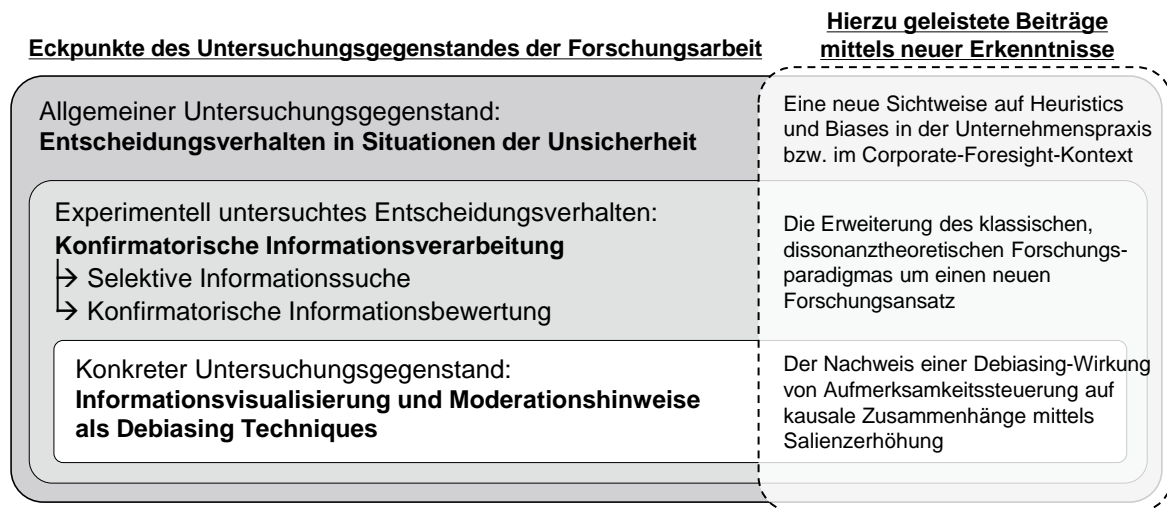 Eckpunkte des Untersuchungsgegenstandes der Forschungsarbeit
Hierzu geleistete Beiträge
mittels neuer Erkenntnisse
Allgemeiner Untersuchungsgegenstand:
Entscheidungsverhalten in Situationen der Unsicherheit
Eine neue Sichtweise auf Heuristics
und Biases in der Unternehmenspraxis
bzw. im Corporate-Foresight-Kontext
Experimentell untersuchtes Entscheidungsverhalten:
Konfirmatorische Informationsverarbeitung
→ Selektive Informationssuche
→ Konfirmatorische Informationsbewertung
Die Erweiterung des klassischen,
dissonanztheoretischen Forschungs-
paradigmas um einen neuen
Forschungsansatz
Konkreter Untersuchungsgegenstand:
Informationsvisualisierung und Moderationshinweise
als Debiasing Techniques
Der Nachweis einer Debiasing-Wirkung
von Aufmerksamkeitssteuerung auf
kausale Zusammenhänge mittels
Salienzerhöhung